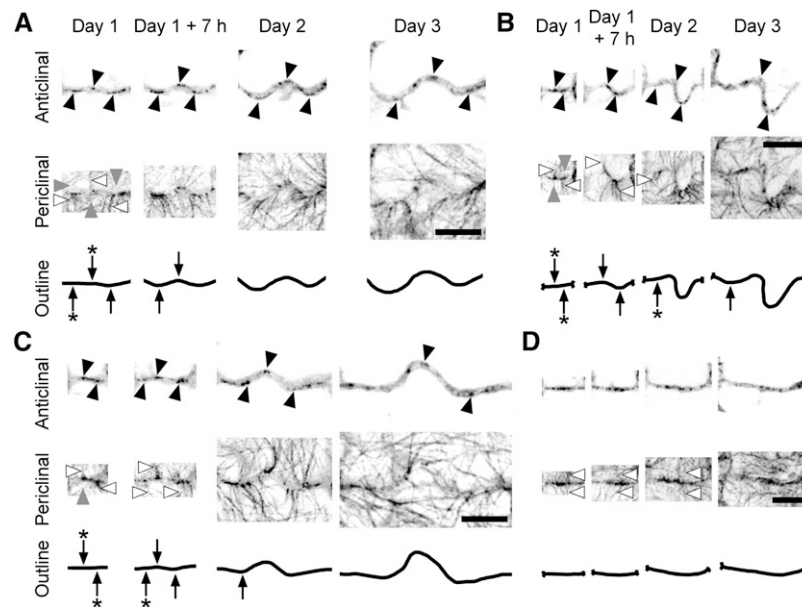 A
Day 1
Day 1 + 7 h
Day 2
Day 3
Anticlinal
Periclinal
Outline
*
*
B
Day 1
Day 1
+ 7 h
Day 2
Day 3
*
*
*
C
Anticlinal
Periclinal
Outline
*
*
*
D